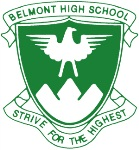 BELMONT HIGH SCHOOL
STRIVE FOR THE HIGHEST